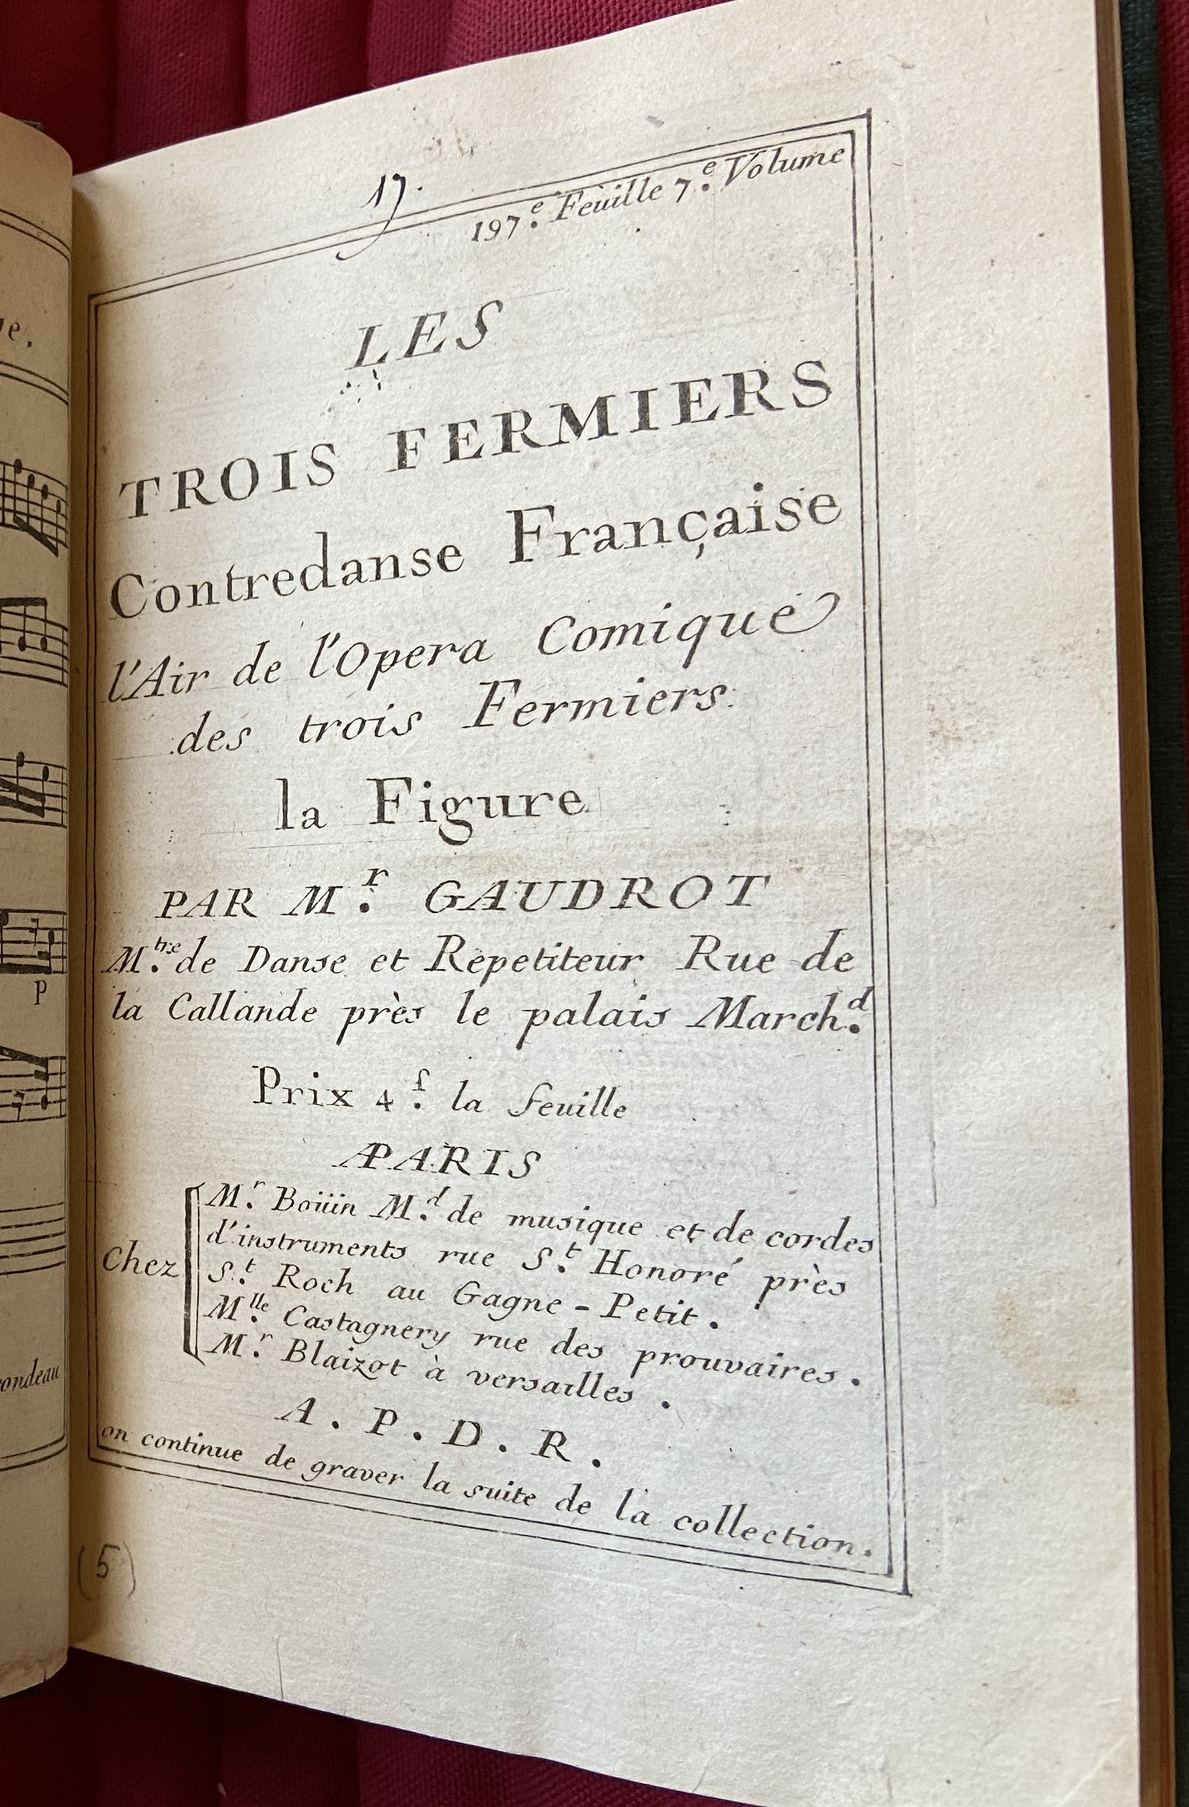 17.
197.e Feüille 7.e Volume
LES
TROIS FERMIERS
Contredanse Française
l'Air de l'Opera Comique
des trois Fermiers.
la Figure
PAR M.r GAUDROT
M.tre de Danse et Repetiteur Rue de
la Callande près le palais March.d
Prix 4.s la feuille
A PARIS
Chez
M.r Boüin M.d de musique et de cordes
d'instruments rue S.t Honoré près
S.t Roch au Gagne-Petit.
M.lle Castagnery rue des prouvaires.
M.r Blaizot à versailles.
A. P. D. R.
on continue de graver la suite de la collection.
(5)
e.
P
ondeau